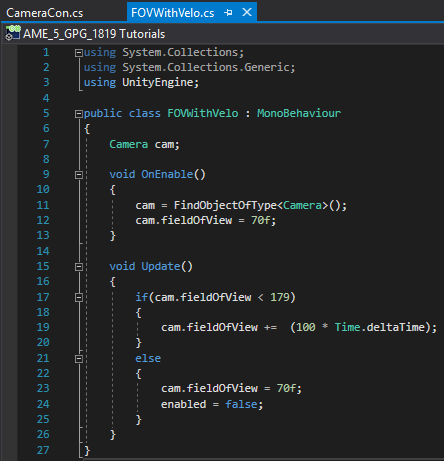 CameraCon.cs FOVWithVelo.cs
AME_5_GPG_1819 Tutorials
1 using System.Collections;
2 using System.Collections.Generic;
3 using UnityEngine;
4
5 public class FOVWithVelo : MonoBehaviour
6 {
7 Camera cam;
8
9 void OnEnable()
10 {
11 cam = FindObjectOfType<Camera>();
12 cam.fieldOfView = 70f;
13 }
14
15 void Update()
16 {
17 if(cam.fieldOfView < 179)
18 {
19 cam.fieldOfView += (100 * Time.deltaTime);
20 }
21 else
22 {
23 cam.fieldOfView = 70f;
24 enabled = false;
25 }
26 }
27 }